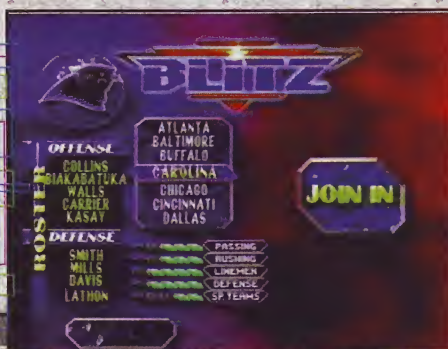 BLITZ
ROSTER
OFFENSE
COLLINS
BIAKABATUKA
WALLS
CARRIER
KASAY
DEFENSE
SMITH
MILLS
DAVIS
LATHON
ATLANTA
BALTIMORE
BUFFALO
CAROLINA
CHICAGO
CINCINNATI
DALLAS
JOIN IN
PASSING
RUSHING
LINEMEN
DEFENSE
SP. TEAMS